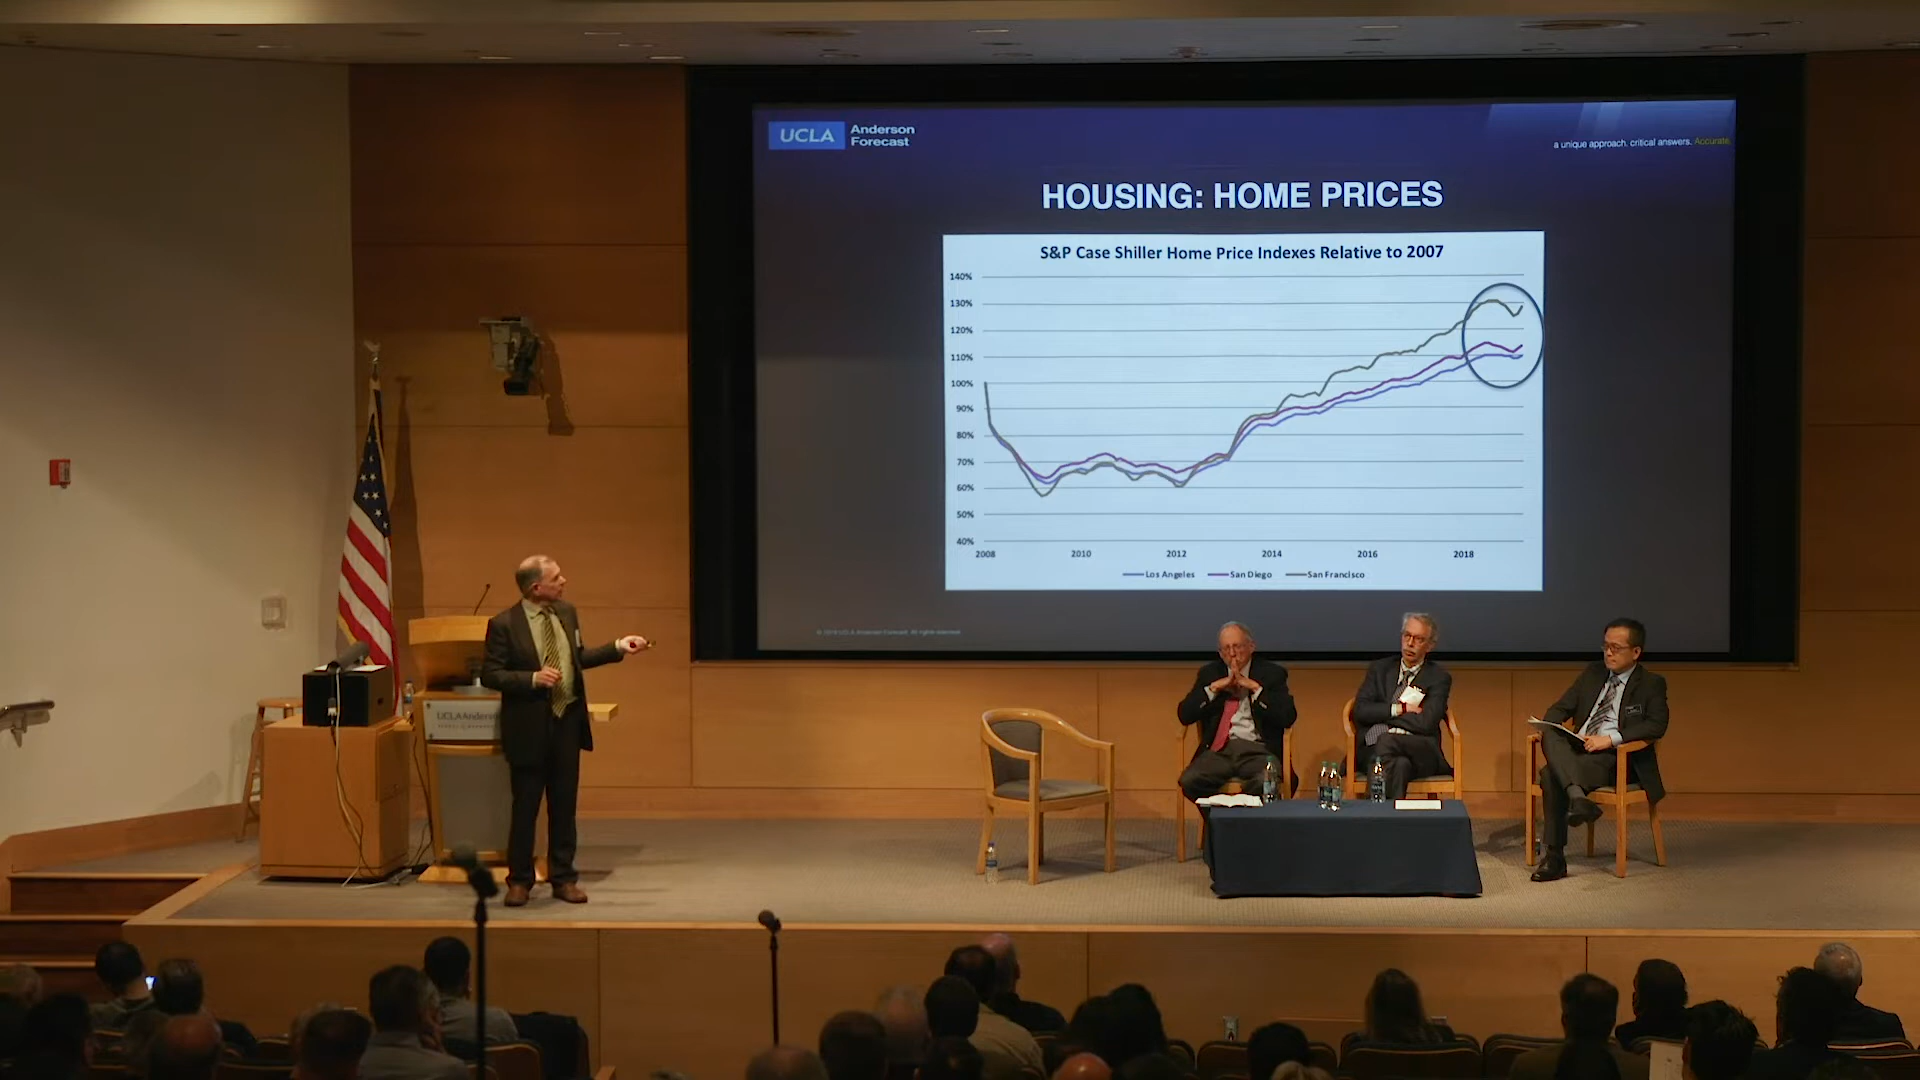 UCLA Anderson
Forecast
a unique approach. critical answers. Accurate.
HOUSING: HOME PRICES
S&P Case Shiller Home Price Indexes Relative to 2007
140%
130%
120%
110%
100%
90%
80%
70%
60%
50%
40%
2008 2010 2012 2014 2016 2018
Los Angeles San Diego San Francisco
UCLAAnderso